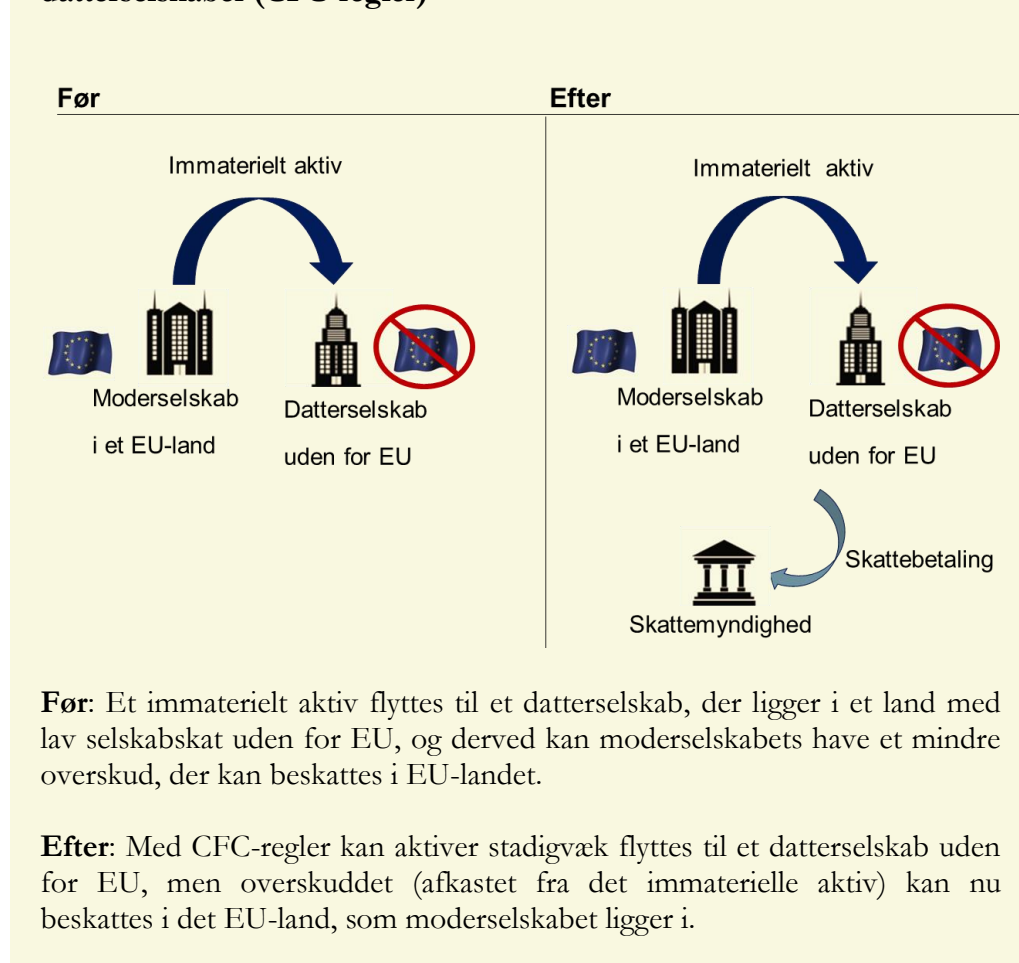 datterselskaber (CFC-regler)
Før
Efter
Immaterielt aktiv
Moderselskab
i et EU-land
Datterselskab
uden for EU
Immaterielt aktiv
Moderselskab
i et EU-land
Datterselskab
uden for EU
Skattebetaling
Skattemyndighed
Før: Et immaterielt aktiv flyttes til et datterselskab, der ligger i et land med
lav selskabskat uden for EU, og derved kan moderselskabets have et mindre
overskud, der kan beskattes i EU-landet.
Efter: Med CFC-regler kan aktiver stadigvæk flyttes til et datterselskab uden
for EU, men overskuddet (afkastet fra det immaterielle aktiv) kan nu
beskattes i det EU-land, som moderselskabet ligger i.